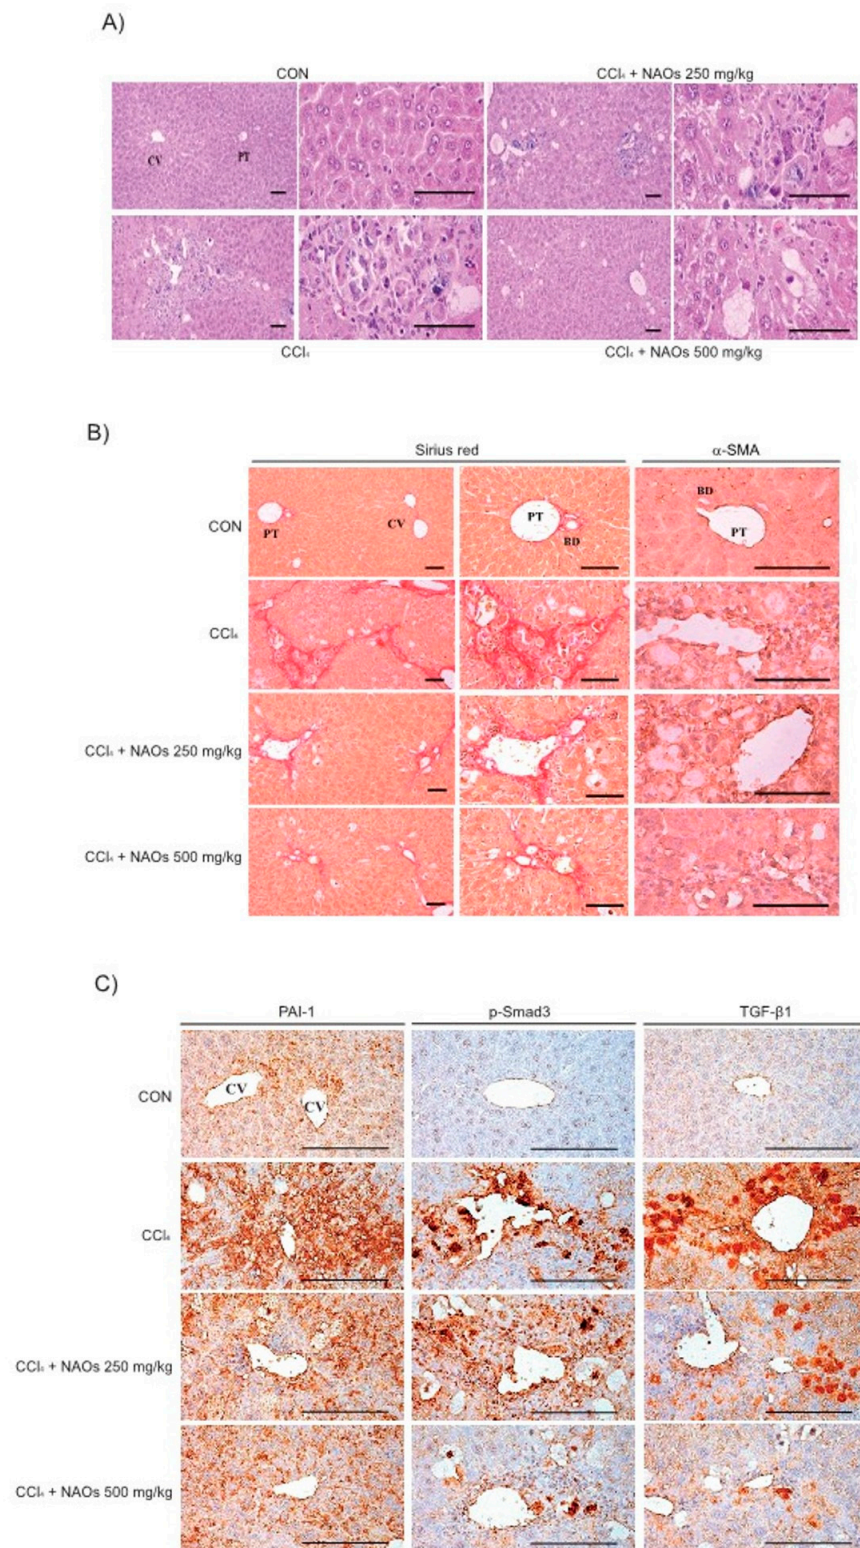 A)
CON
CCl₄ + NAOs 250 mg/kg
CV
PT
CCl₄
CCl₄ + NAOs 500 mg/kg
B)
Sirius red
α-SMA
CON
PT
CV
PT
BD
BD
PT
CCl₄
CCl₄ + NAOs 250 mg/kg
CCl₄ + NAOs 500 mg/kg
C)
PAI-1
p-Smad3
TGF-β1
CON
CV
CV
CCl₄
CCl₄ + NAOs 250 mg/kg
CCl₄ + NAOs 500 mg/kg